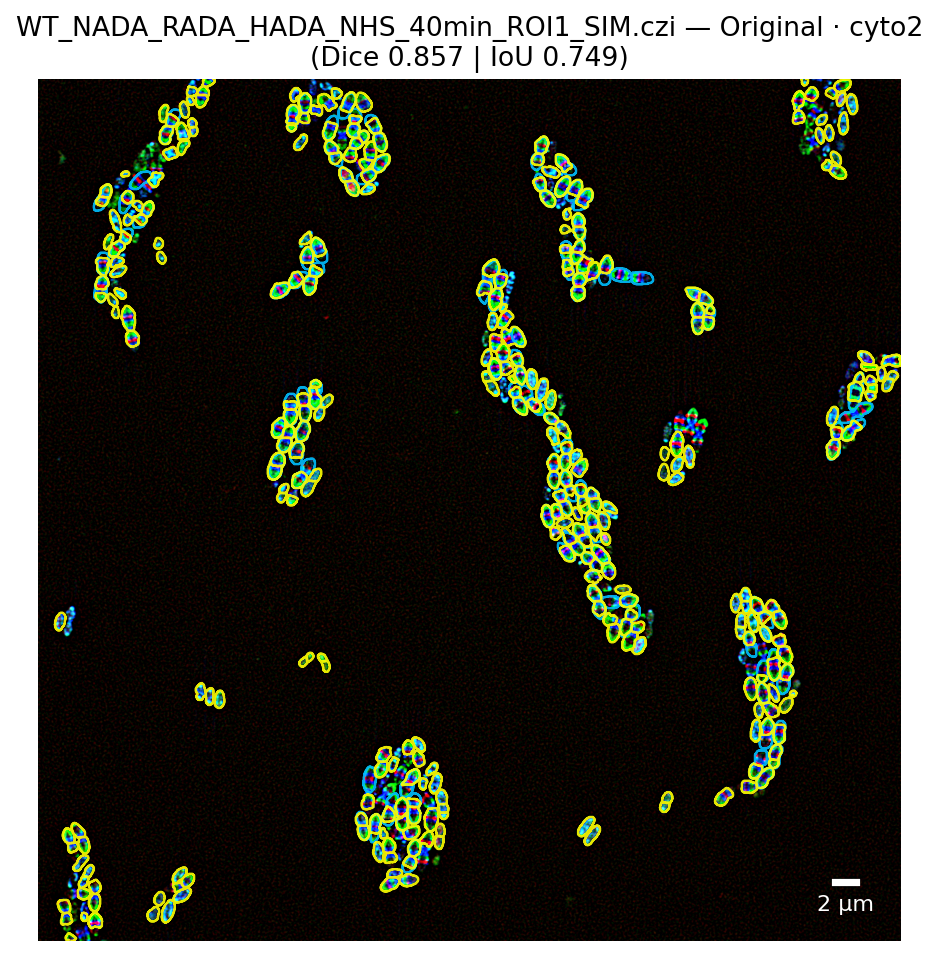 WT_NADA_RADA_HADA_NHS_40min_ROI1_SIM.czi — Original · cyto2
(Dice 0.857 | IoU 0.749)
2 μm